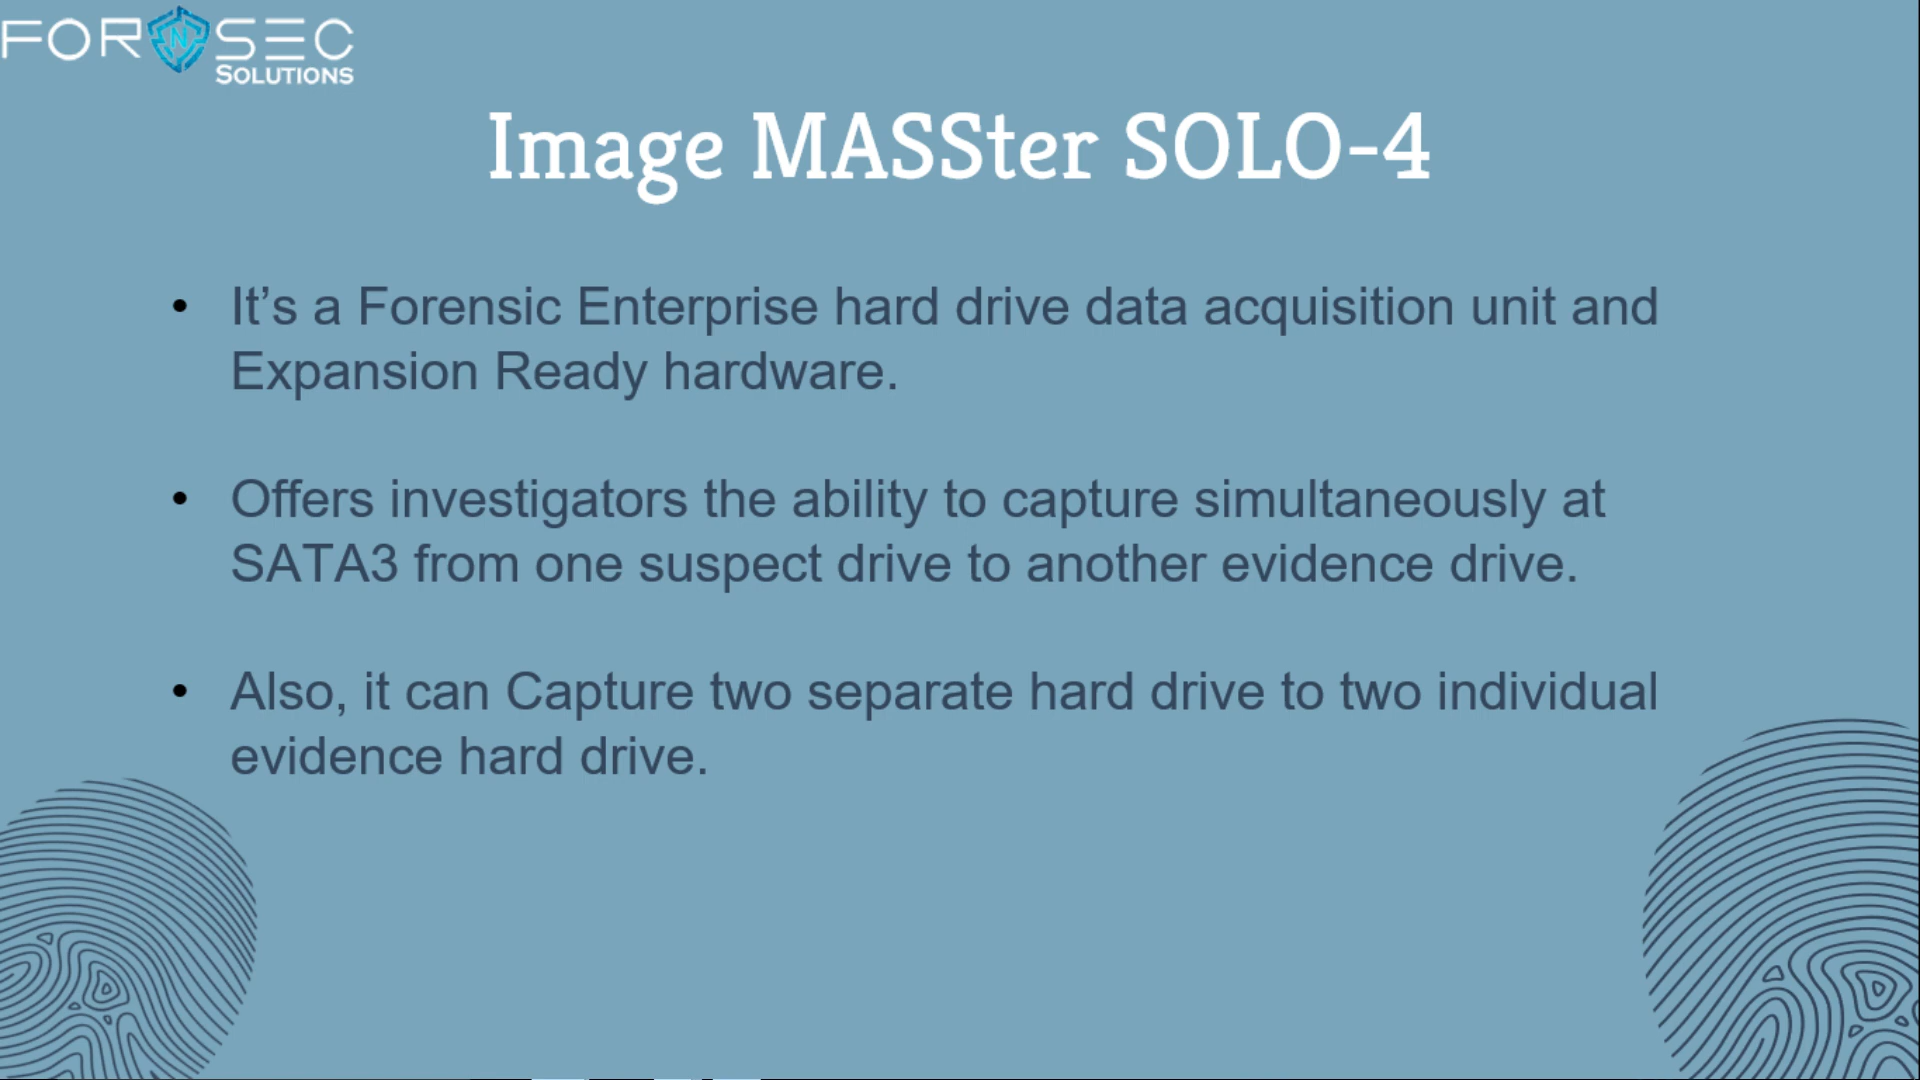 FORNSEC
SOLUTIONS
Image MASSter SOLO-4
• It’s a Forensic Enterprise hard drive data acquisition unit and
Expansion Ready hardware.
• Offers investigators the ability to capture simultaneously at
SATA3 from one suspect drive to another evidence drive.
• Also, it can Capture two separate hard drive to two individual
evidence hard drive.